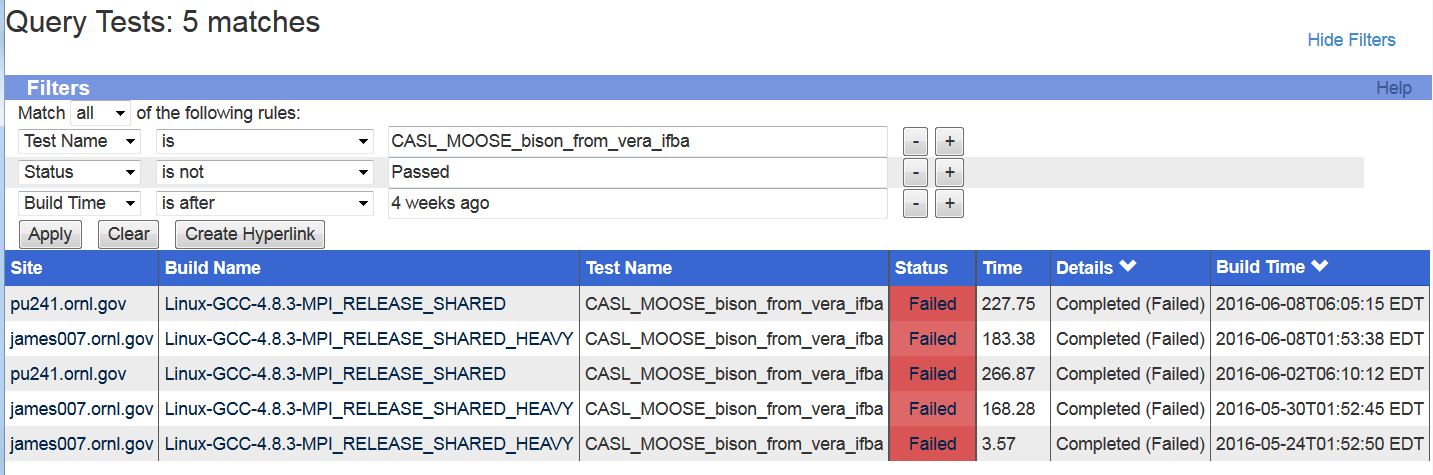 Query Tests: 5 matches
Hide Filters
Filters Help
Match all of the following rules:
Test Name is CASL_MOOSE_bison_from_vera_ifba - +
Status is not Passed - +
Build Time is after 4 weeks ago - +
Apply Clear Create Hyperlink
Site Build Name Test Name Status Time Details Build Time
pu241.ornl.gov Linux-GCC-4.8.3-MPI_RELEASE_SHARED CASL_MOOSE_bison_from_vera_ifba Failed 227.75 Completed (Failed) 2016-06-08T06:05:15 EDT
james007.ornl.gov Linux-GCC-4.8.3-MPI_RELEASE_SHARED_HEAVY CASL_MOOSE_bison_from_vera_ifba Failed 183.38 Completed (Failed) 2016-06-08T01:53:38 EDT
pu241.ornl.gov Linux-GCC-4.8.3-MPI_RELEASE_SHARED CASL_MOOSE_bison_from_vera_ifba Failed 266.87 Completed (Failed) 2016-06-02T06:10:12 EDT
james007.ornl.gov Linux-GCC-4.8.3-MPI_RELEASE_SHARED_HEAVY CASL_MOOSE_bison_from_vera_ifba Failed 168.28 Completed (Failed) 2016-05-30T01:52:45 EDT
james007.ornl.gov Linux-GCC-4.8.3-MPI_RELEASE_SHARED_HEAVY CASL_MOOSE_bison_from_vera_ifba Failed 3.57 Completed (Failed) 2016-05-24T01:52:50 EDT